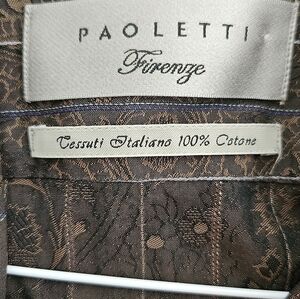 PAOLETTI
Firenze
Tessuti Italiano 100% Cotone